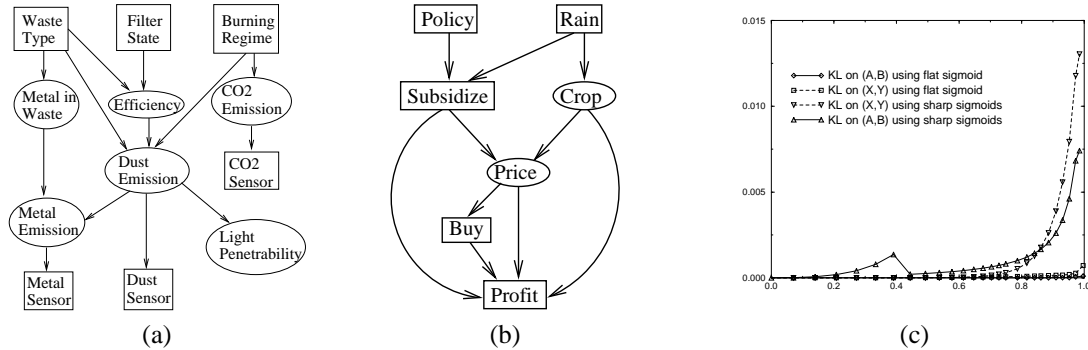 Waste
Type
Filter
State
Burning
Regime
Metal in
Waste
Efficiency
CO2
Emission
Dust
Emission
CO2
Sensor
Metal
Emission
Light
Penetrability
Metal
Sensor
Dust
Sensor
(a)
Policy
Rain
Subsidize
Crop
Price
Buy
Profit
(b)
0.015
0.010
0.005
0.000
KL on (A,B) using flat sigmoid
KL on (X,Y) using flat sigmoid
KL on (X,Y) using sharp sigmoids
KL on (A,B) using sharp sigmoids
0.0 0.2 0.4 0.6 0.8 1.0
(c)